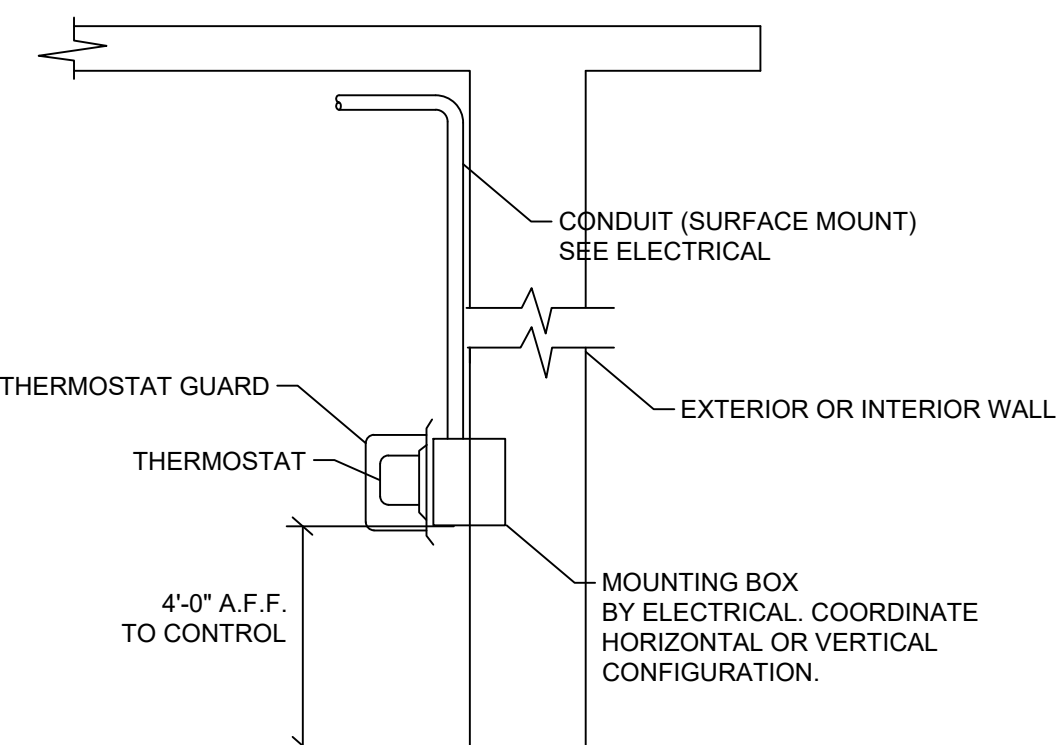 CONDUIT (SURFACE MOUNT)
SEE ELECTRICAL
THERMOSTAT GUARD
EXTERIOR OR INTERIOR WALL
THERMOSTAT
4'-0" A.F.F.
TO CONTROL
MOUNTING BOX
BY ELECTRICAL. COORDINATE
HORIZONTAL OR VERTICAL
CONFIGURATION.